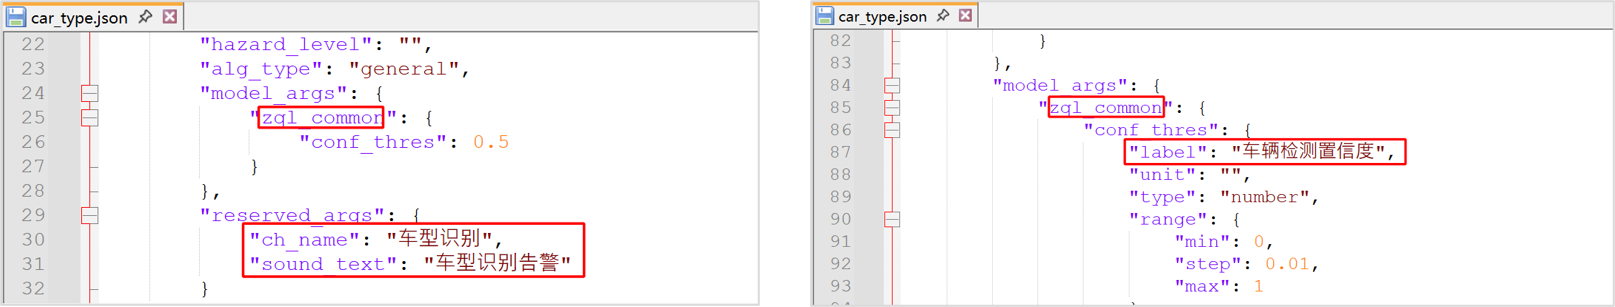 car_type.json
22 "hazard_level": "",
23 "alg_type": "general",
24 "model_args": {
25 "zql_common": {
26 "conf_thres": 0.5
27 }
28 },
29 "reserved_args": {
30 "ch_name": "车型识别",
31 "sound_text": "车型识别告警"
32 }
car_type.json
82 }
83 },
84 "model_args": {
85 "zql_common": {
86 "conf_thres": {
87 "label": "车辆检测置信度",
88 "unit": "",
89 "type": "number",
90 "range": {
91 "min": 0,
92 "step": 0.01,
93 "max": 1